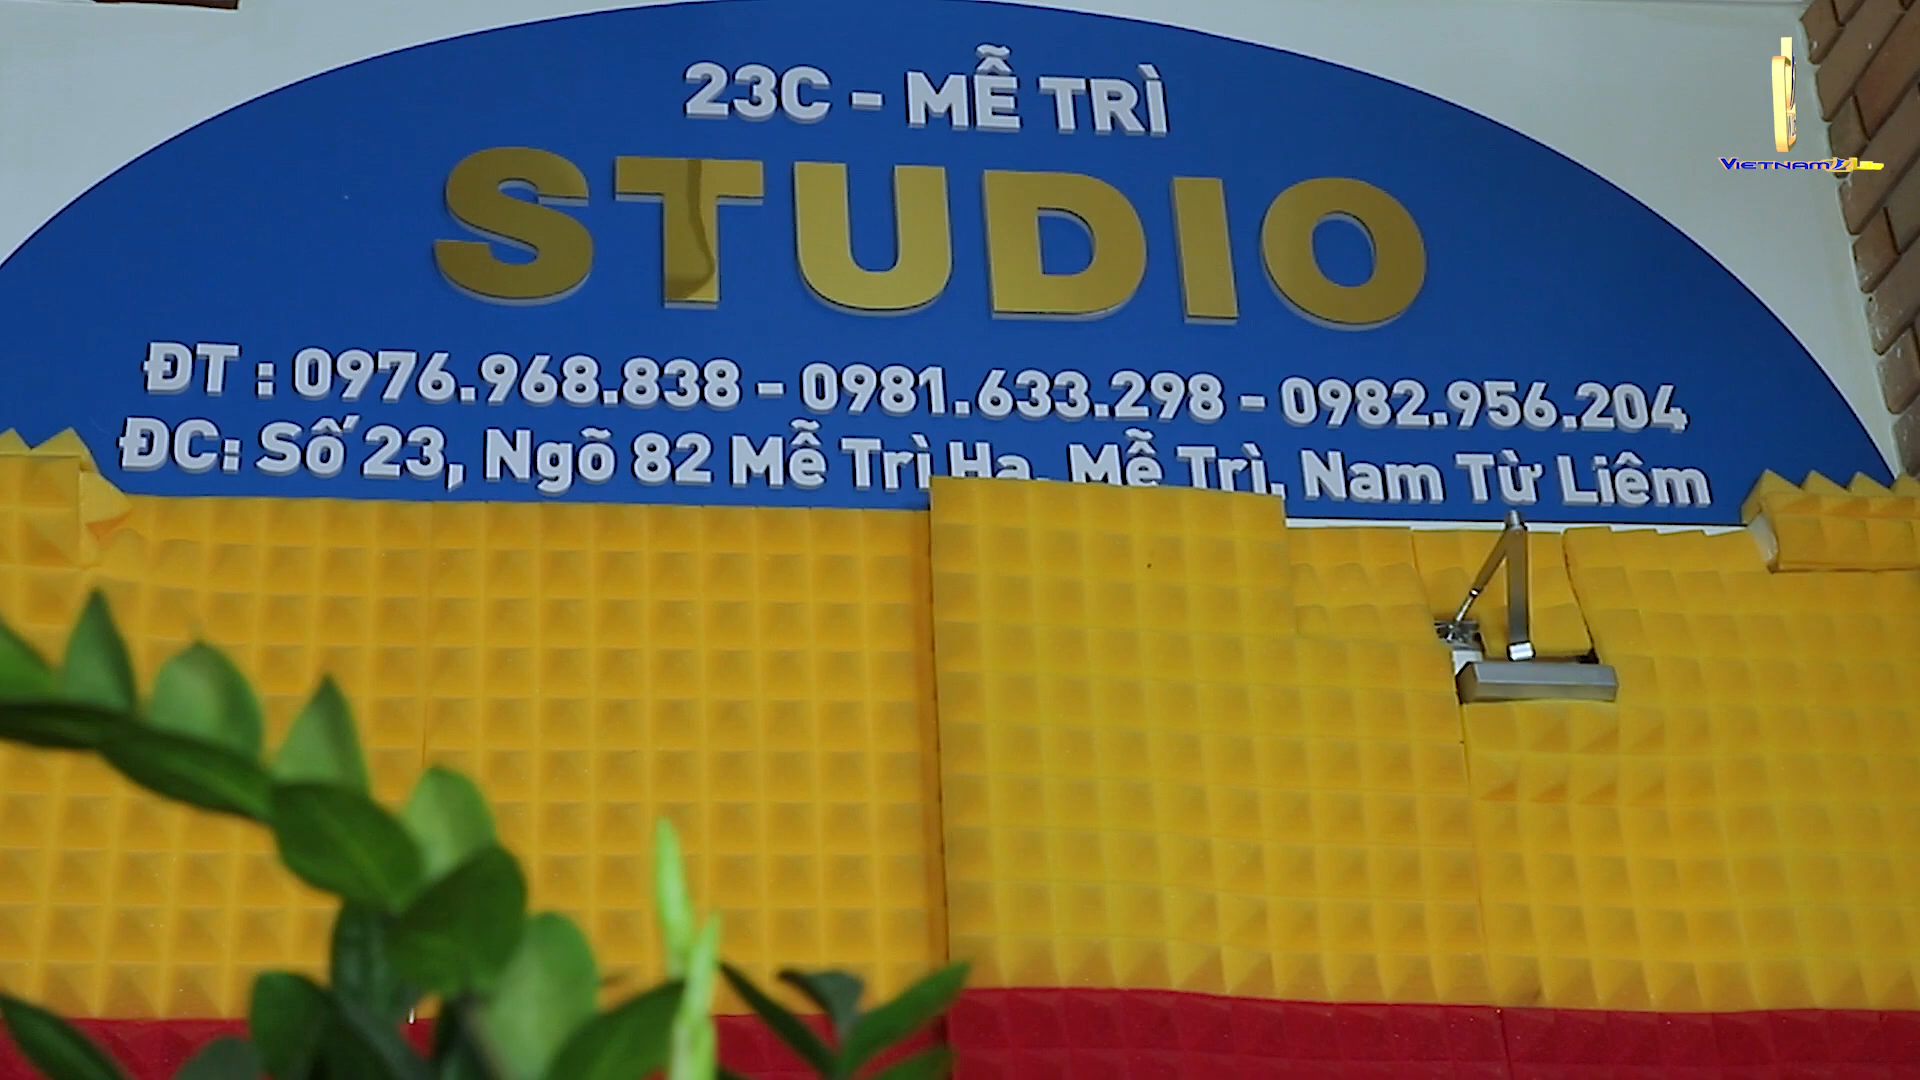 23C - MỄ TRÌ
STUDIO
ĐT : 0976.968.838 - 0981.633.298 - 0982.956.204
ĐC: Số 23, Ngõ 82 Mễ Trì Hạ, Mễ Trì, Nam Từ Liêm
VIETNAM